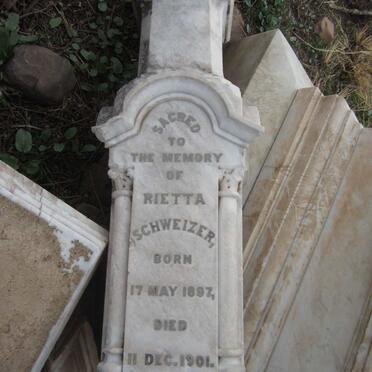 SACRED
TO
THE MEMORY
OF
RIETTA
SCHWEIZER,
BORN
17 MAY 1897,
DIED
11 DEC. 1901.